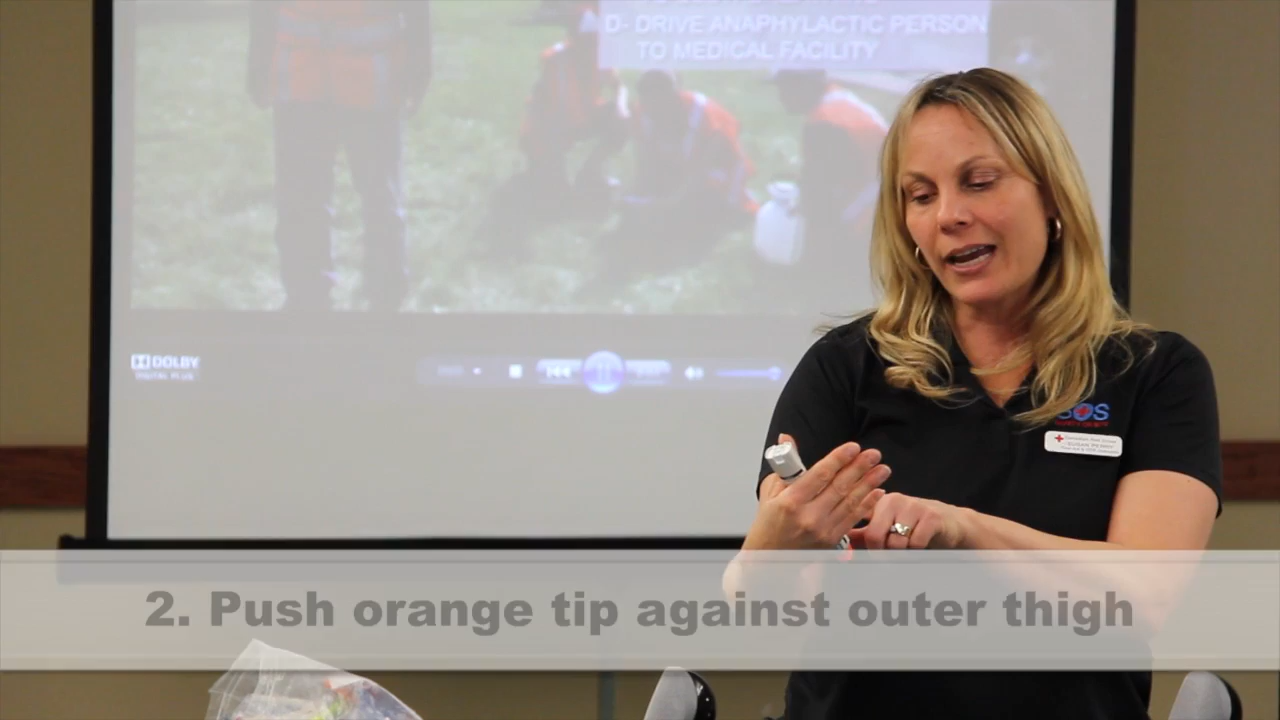 D- DRIVE ANAPHYLACTIC PERSON
TO MEDICAL FACILITY
DOLBY
DIGITAL PLUS
SOS
2. Push orange tip against outer thigh